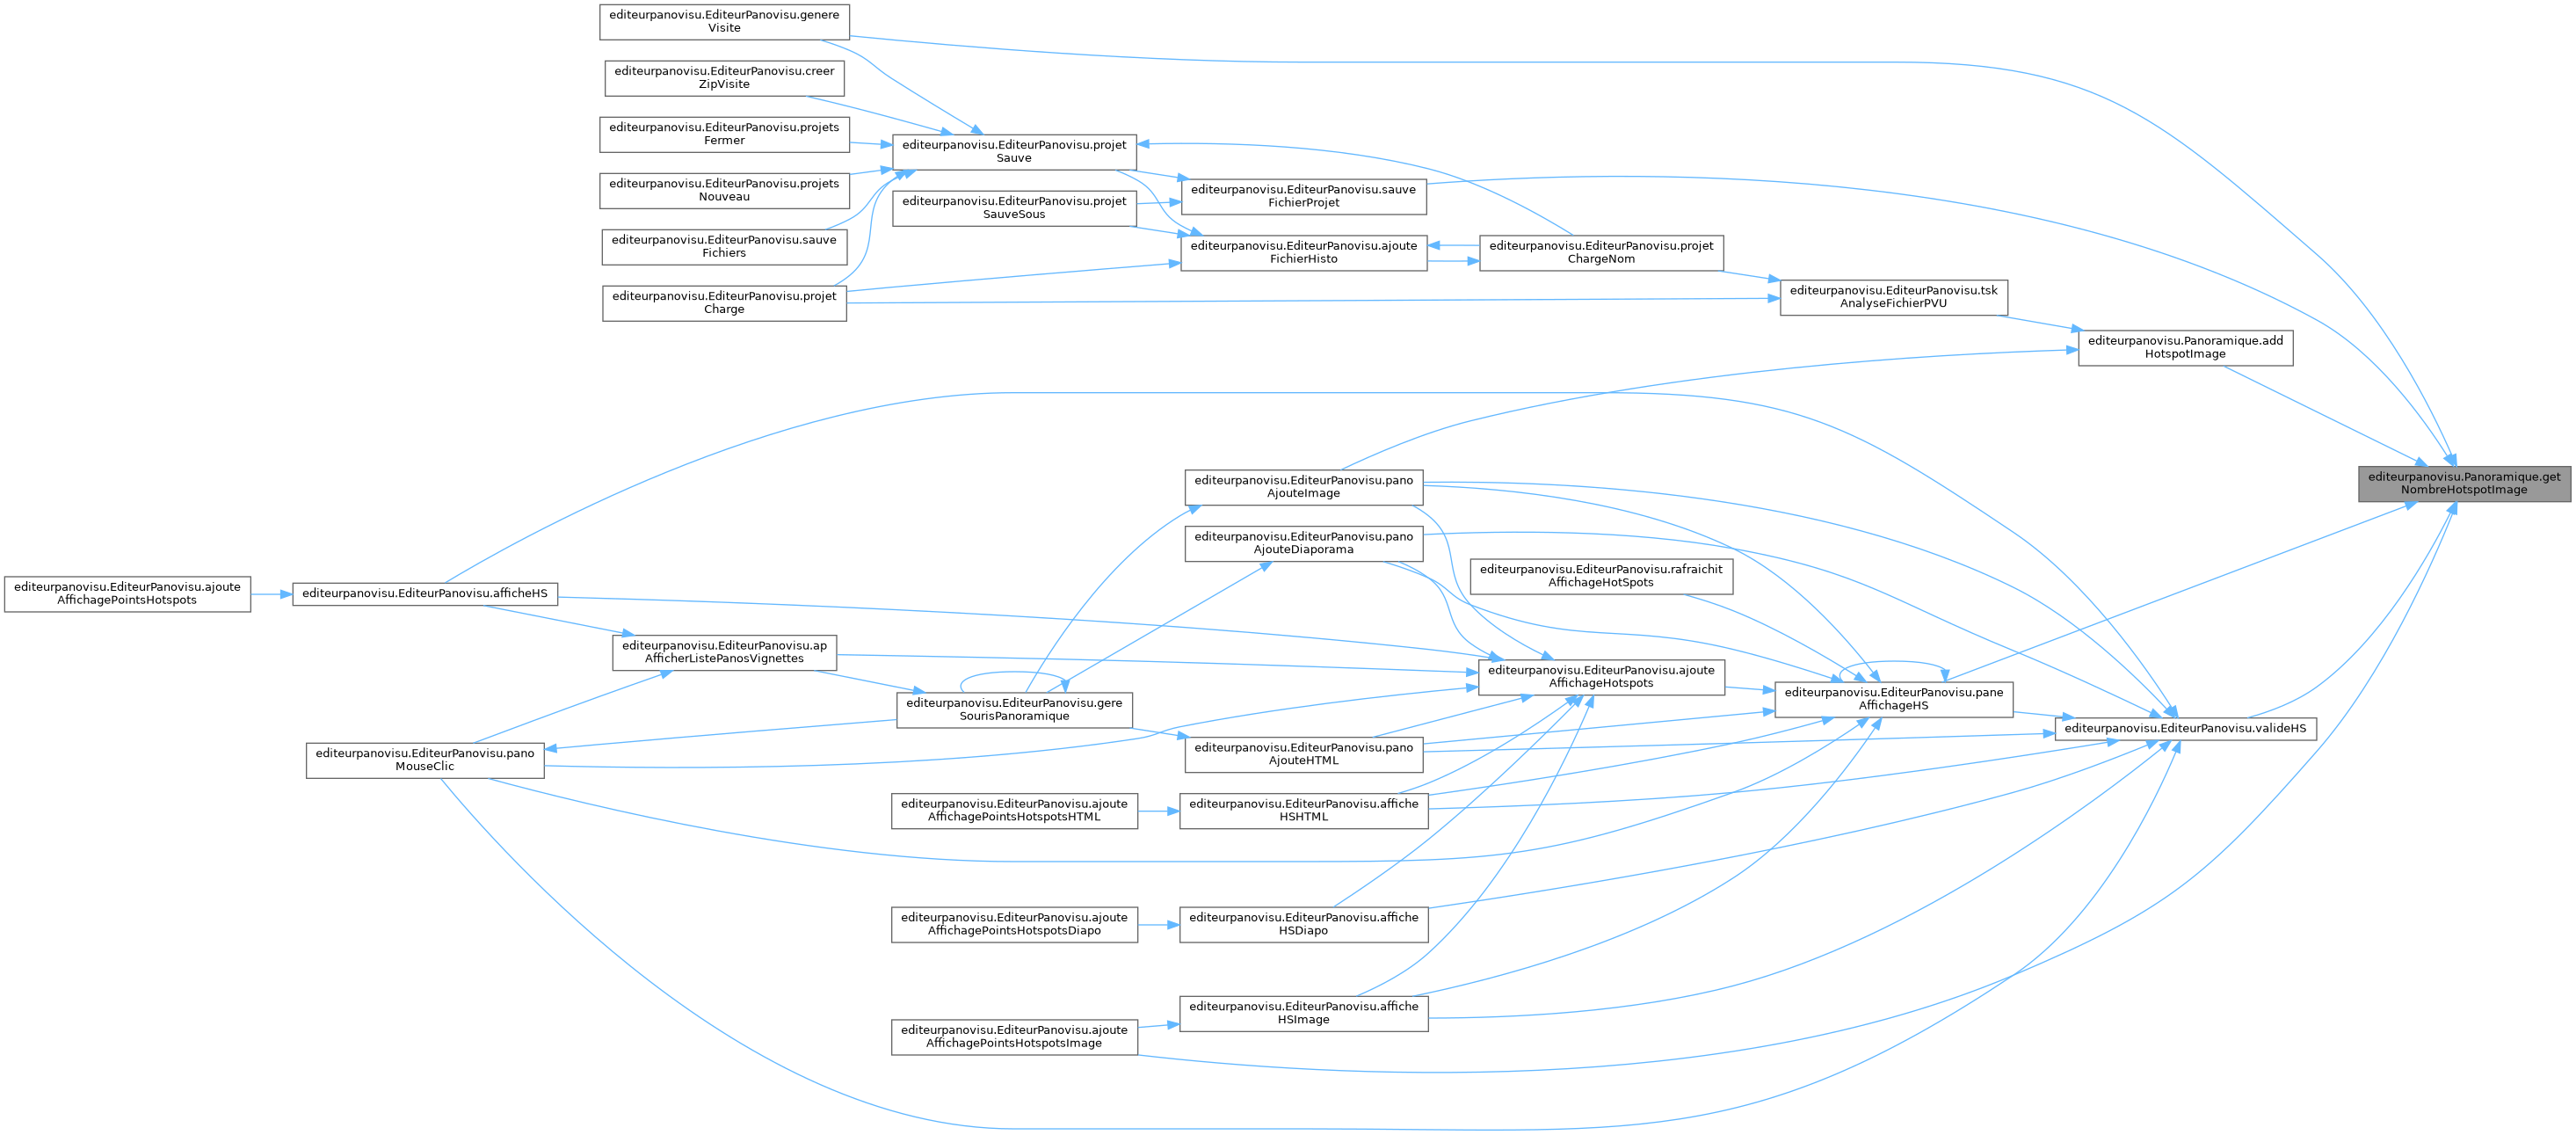 editeurpanovisu.EditeurPanovisu.genere
Visite
editeurpanovisu.EditeurPanovisu.creer
ZipVisite
editeurpanovisu.EditeurPanovisu.projets
Fermer
editeurpanovisu.EditeurPanovisu.projets
Nouveau
editeurpanovisu.EditeurPanovisu.sauve
Fichiers
editeurpanovisu.EditeurPanovisu.projet
Charge
editeurpanovisu.EditeurPanovisu.projet
Sauve
editeurpanovisu.EditeurPanovisu.projet
SauveSous
editeurpanovisu.EditeurPanovisu.sauve
FichierProjet
editeurpanovisu.EditeurPanovisu.ajoute
FichierHisto
editeurpanovisu.EditeurPanovisu.projet
ChargeNom
editeurpanovisu.EditeurPanovisu.tsk
AnalyseFichierPVU
editeurpanovisu.Panoramique.add
HotspotImage
editeurpanovisu.Panoramique.get
NombreHotspotImage
editeurpanovisu.EditeurPanovisu.pano
AjouteImage
editeurpanovisu.EditeurPanovisu.pano
AjouteDiaporama
editeurpanovisu.EditeurPanovisu.rafraichit
AffichageHotSpots
editeurpanovisu.EditeurPanovisu.ajoute
AffichagePointsHotspots
editeurpanovisu.EditeurPanovisu.afficheHS
editeurpanovisu.EditeurPanovisu.ap
AfficherListePanosVignettes
editeurpanovisu.EditeurPanovisu.ajoute
AffichageHotspots
editeurpanovisu.EditeurPanovisu.pane
AffichageHS
editeurpanovisu.EditeurPanovisu.valideHS
editeurpanovisu.EditeurPanovisu.gere
SourisPanoramique
editeurpanovisu.EditeurPanovisu.pano
MouseClic
editeurpanovisu.EditeurPanovisu.pano
AjouteHTML
editeurpanovisu.EditeurPanovisu.ajoute
AffichagePointsHotspotsHTML
editeurpanovisu.EditeurPanovisu.affiche
HSHTML
editeurpanovisu.EditeurPanovisu.ajoute
AffichagePointsHotspotsDiapo
editeurpanovisu.EditeurPanovisu.affiche
HSDiapo
editeurpanovisu.EditeurPanovisu.affiche
HSImage
editeurpanovisu.EditeurPanovisu.ajoute
AffichagePointsHotspotsImage